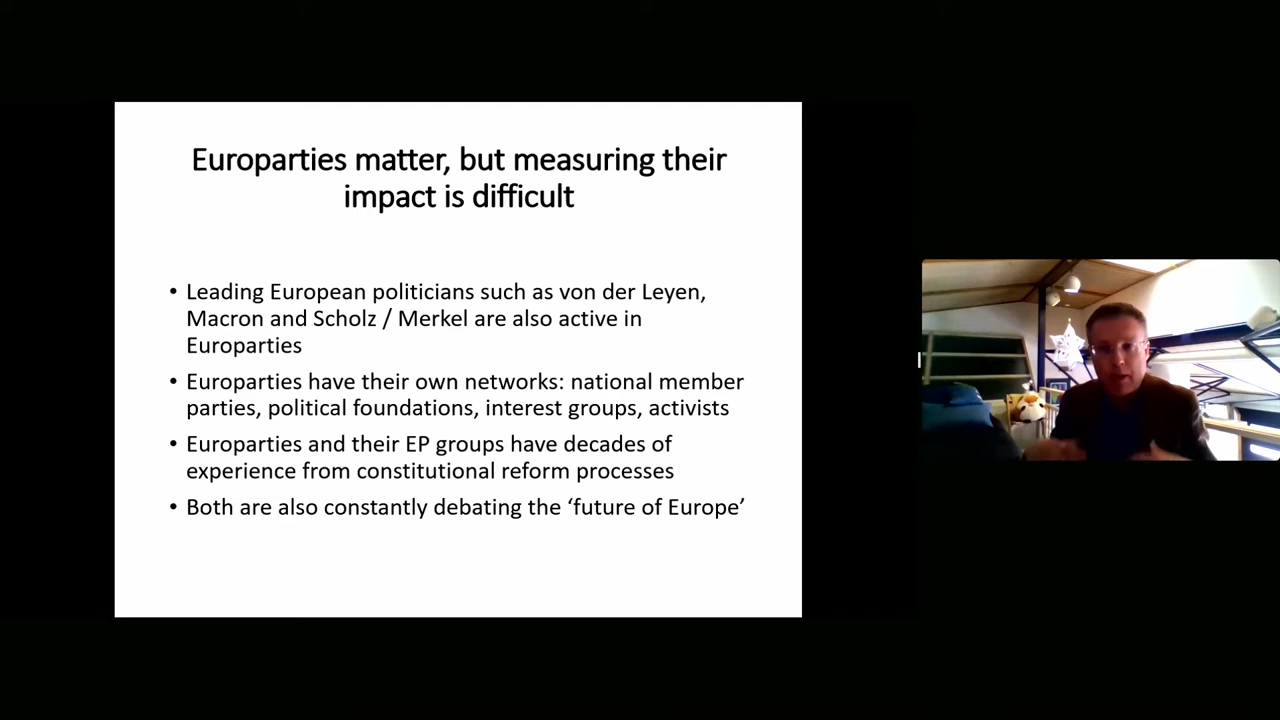 Europarties matter, but measuring their
impact is difficult
• Leading European politicians such as von der Leyen,
Macron and Scholz / Merkel are also active in
Europarties
• Europarties have their own networks: national member
parties, political foundations, interest groups, activists
• Europarties and their EP groups have decades of
experience from constitutional reform processes
• Both are also constantly debating the ‘future of Europe’